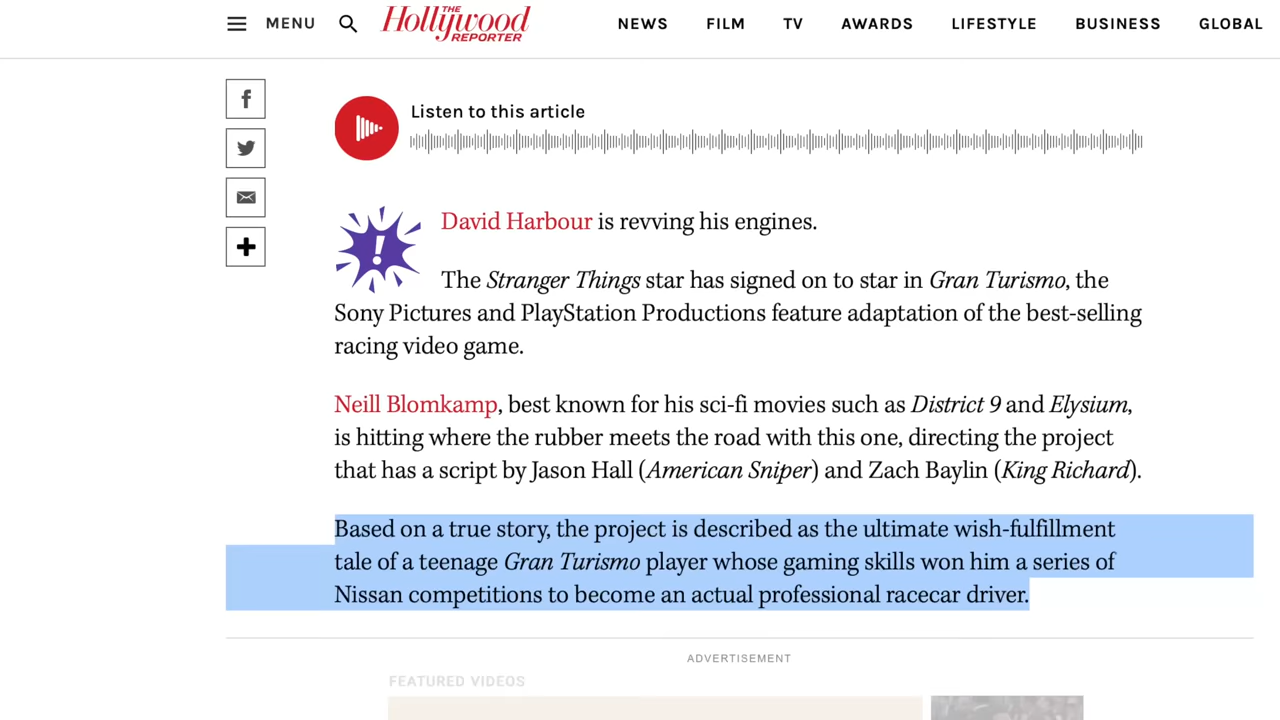 MENU
THE
Hollywood
REPORTER
NEWS FILM TV AWARDS LIFESTYLE BUSINESS GLOBAL
Listen to this article
David Harbour is revving his engines.
The Stranger Things star has signed on to star in Gran Turismo, the
Sony Pictures and PlayStation Productions feature adaptation of the best-selling
racing video game.
Neill Blomkamp, best known for his sci-fi movies such as District 9 and Elysium,
is hitting where the rubber meets the road with this one, directing the project
that has a script by Jason Hall (American Sniper) and Zach Baylin (King Richard).
Based on a true story, the project is described as the ultimate wish-fulfillment
tale of a teenage Gran Turismo player whose gaming skills won him a series of
Nissan competitions to become an actual professional racecar driver.
ADVERTISEMENT
FEATURED VIDEOS